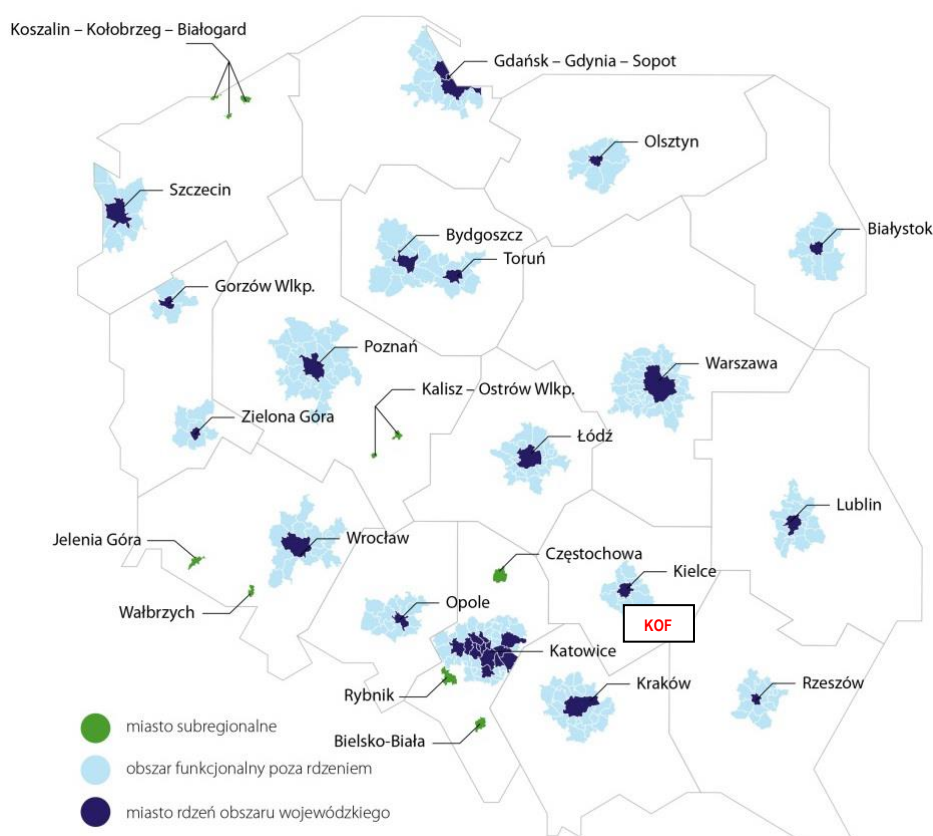 Koszalin – Kołobrzeg – Białogard
Gdańsk – Gdynia – Sopot
Olsztyn
Szczecin
Białystok
Bydgoszcz
Toruń
Gorzów Wlkp.
Poznań
Warszawa
Kalisz – Ostrów Wlkp.
Zielona Góra
Łódź
Lublin
Jelenia Góra
Wrocław
Częstochowa
Kielce
Wałbrzych
Opole
KOF
Katowice
Rybnik
Kraków
Rzeszów
Bielsko-Biała
miasto subregionalne
obszar funkcjonalny poza rdzeniem
miasto rdzeń obszaru wojewódzkiego